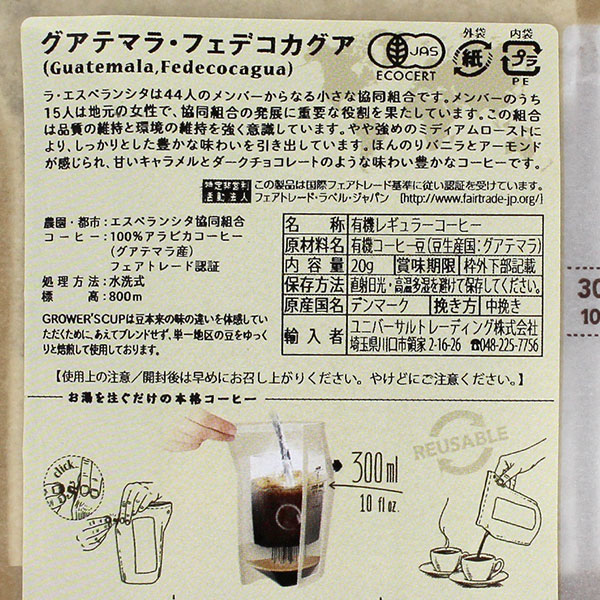 グアテマラ・フェデコカグア
(Guatemala,Fedecocagua)
JAS
ECOCERT
外袋
紙
内袋
プラ
PE
ラ・エスペランシタは44人のメンバーからなる小さな協同組合です。メンバーのうち
15人は地元の女性で、協同組合の発展に重要な役割を果たしています。この組合
は品質の維持と環境の維持を強く意識しています。やや強めのミディアムローストに
より、しっかりとした豊かな味わいを引き出しています。ほんのりバニラとアーモンド
が感じられ、甘いキャラメルとダークチョコレートのような味わい豊かなコーヒーです。
特定非営利
活動法人
この製品は国際フェアトレード基準に従い認証を受けています。
フェアトレード・ラベル・ジャパン [http://www.fairtrade-jp.org/]
農園・都市：エスペランシタ協同組合
コーヒー：100%アラビカコーヒー
(グアテマラ産)
フェアトレード認証
処理方法：水洗式
標高：800m
GROWER'SCUPは豆本来の味の違いを体感してい
ただくために、あえてブレンドせず、単一地区の豆をゆっく
りと焙煎して使用しております。
名称 有機レギュラーコーヒー
原材料名 有機コーヒー豆(豆生産国:グアテマラ)
内容量 20g 賞味期限 枠外下部記載
保存方法 直射日光・高温多湿を避けて保存してください。
原産国名 デンマーク 挽き方 中挽き
輸入者 ユニバーサルトレーディング株式会社
埼玉県川口市領家2-16-26 ☎048-225-7756
【使用上の注意／開封後は早めにお召し上がりください。やけどにご注意ください。】
お湯を注ぐだけの本格コーヒー
click
300ml
10 fl oz.
REUSABLE
30
10